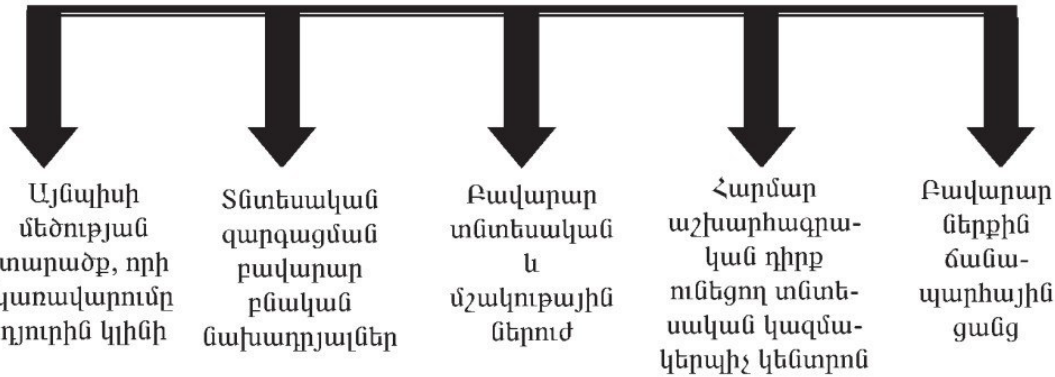 Այնպիսի
մեծության
տարածք, որի
կառավարումը
դյուրին կլինի
Տնտեսական
զարգացման
բավարար
բնական
նախադրյալներ
Բավարար
տնտեսական
և
մշակութային
ներուժ
Հարմար
աշխարհագրա-
կան դիրք
ունեցող տնտե-
սական կազմա-
կերպիչ կենտրոն
Բավարար
ներքին
ճանա-
պարհային
ցանց